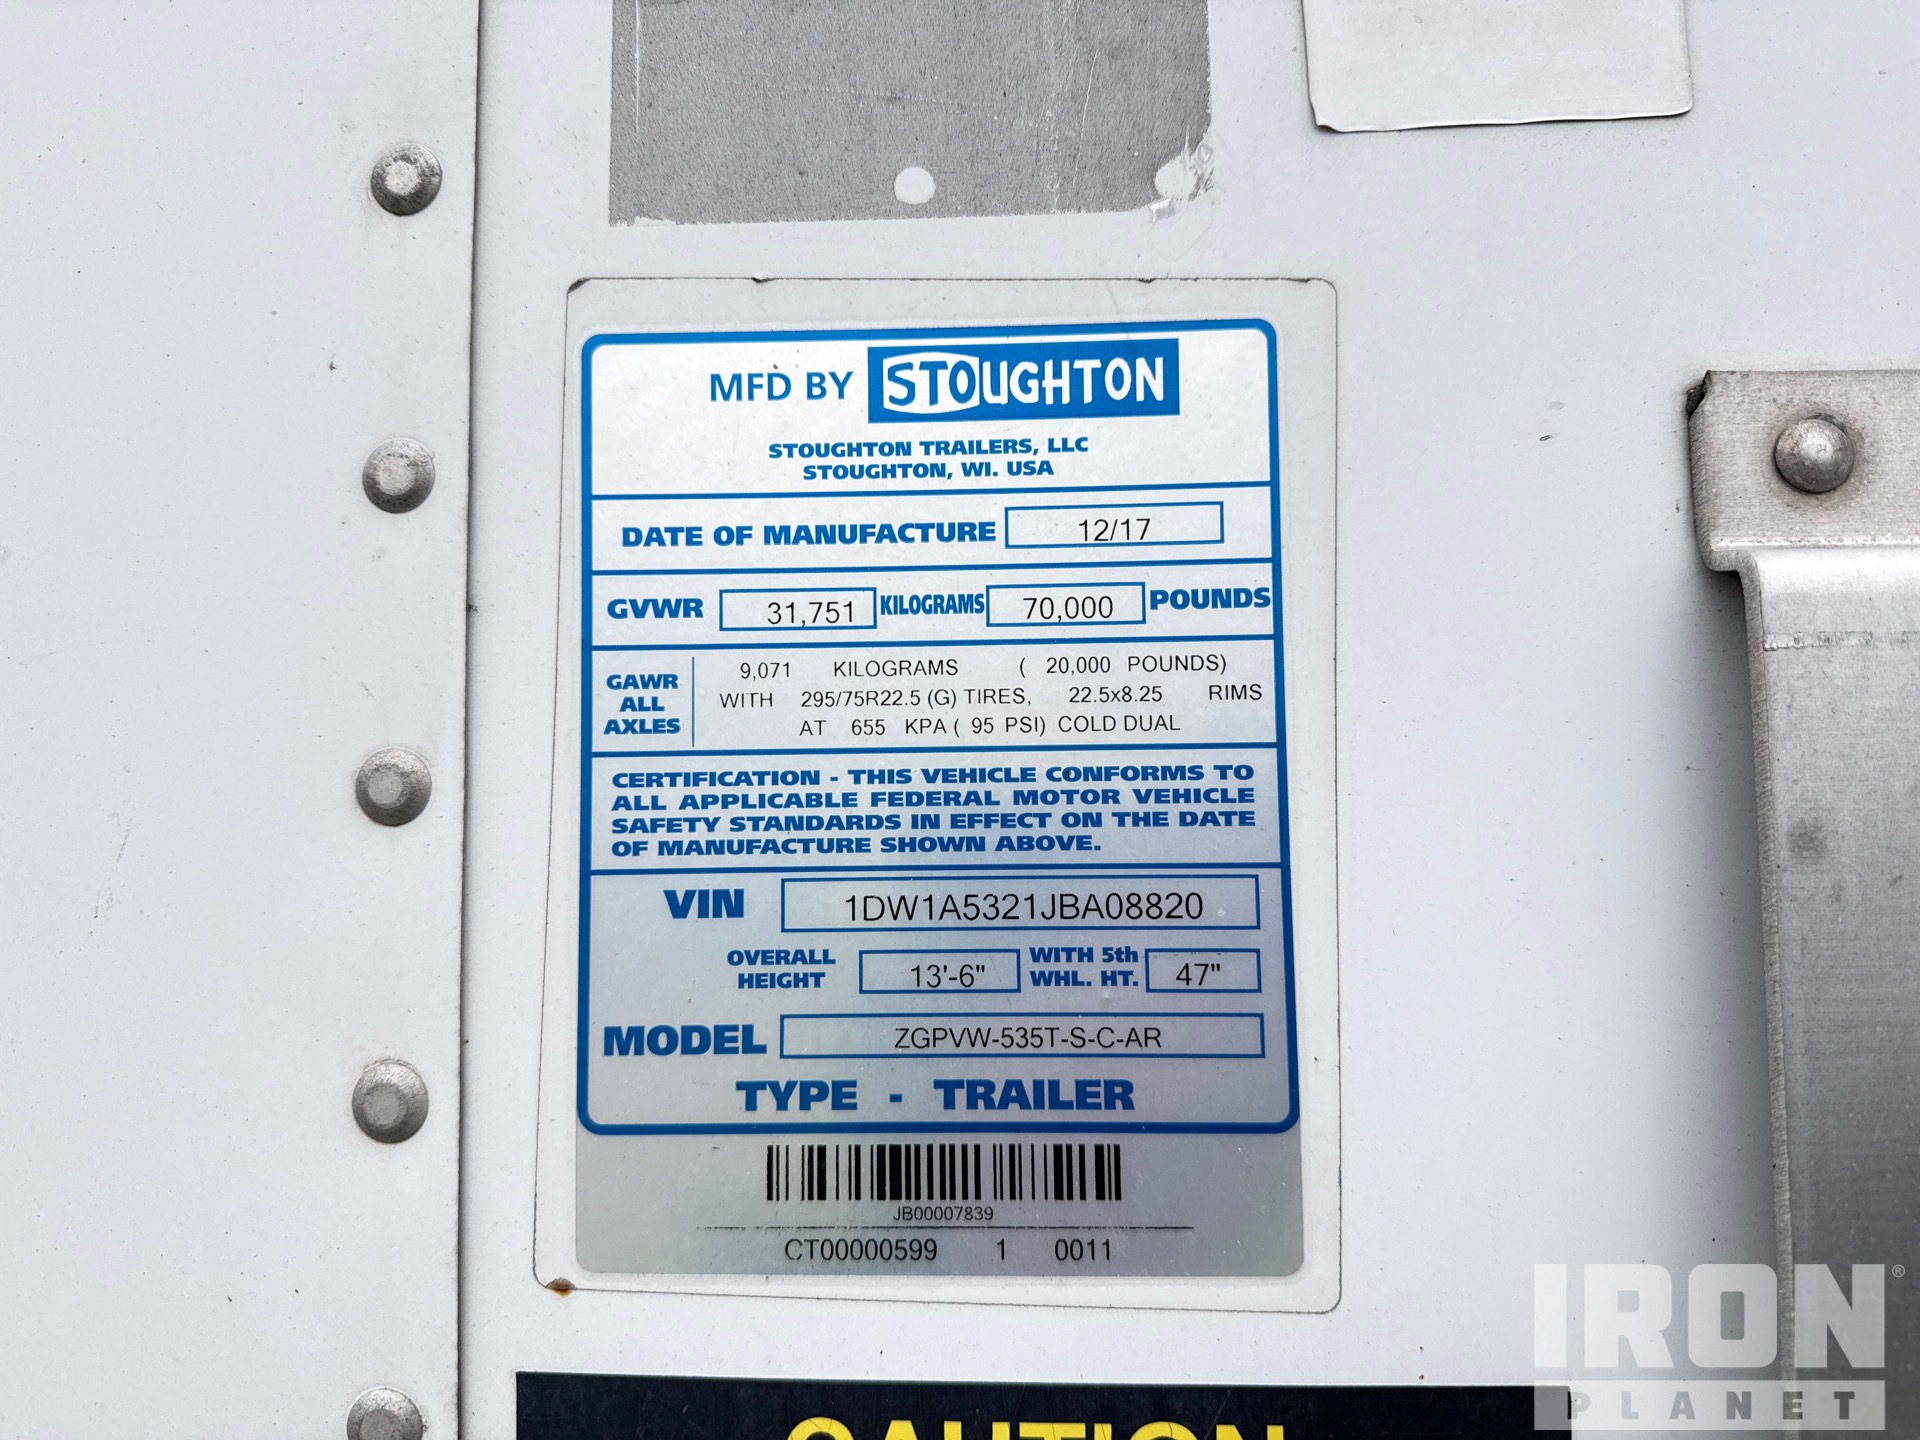 MFD BY STOUGHTON
STOUGHTON TRAILERS, LLC
STOUGHTON, WI. USA
DATE OF MANUFACTURE 12/17
GVWR 31,751 KILOGRAMS 70,000 POUNDS
GAWR ALL AXLES
9,071 KILOGRAMS ( 20,000 POUNDS)
WITH 295/75R22.5 (G) TIRES, 22.5x8.25 RIMS
AT 655 KPA ( 95 PSI) COLD DUAL
CERTIFICATION - THIS VEHICLE CONFORMS TO
ALL APPLICABLE FEDERAL MOTOR VEHICLE
SAFETY STANDARDS IN EFFECT ON THE DATE
OF MANUFACTURE SHOWN ABOVE.
VIN 1DW1A5321JBA08820
OVERALL HEIGHT 13'-6" WITH 5th WHL. HT. 47"
MODEL ZGPVW-535T-S-C-AR
TYPE - TRAILER
JB00007839
CT00000599 1 0011
CAUTION
IRON®
PLANET